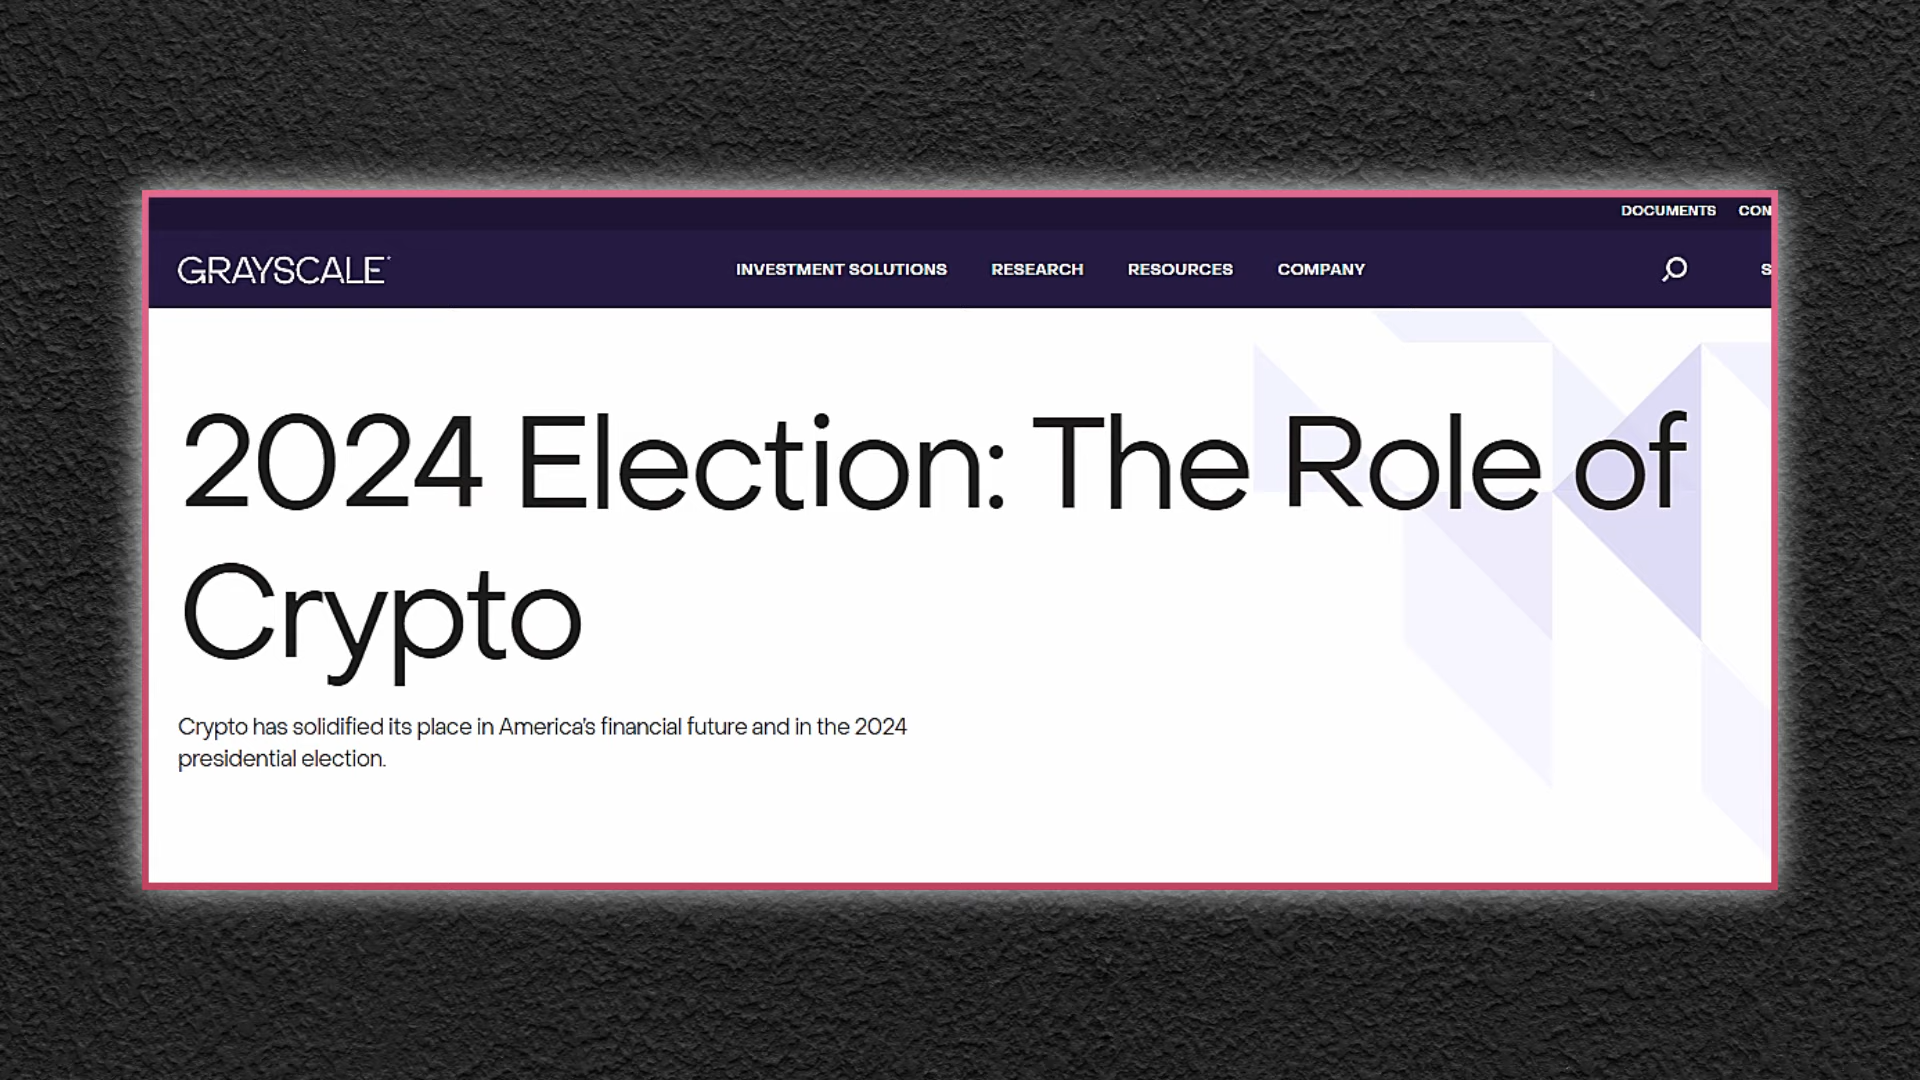 DOCUMENTS CON
GRAYSCALE
INVESTMENT SOLUTIONS RESEARCH RESOURCES COMPANY S
2024 Election: The Role of
Crypto
Crypto has solidified its place in America's financial future and in the 2024
presidential election.